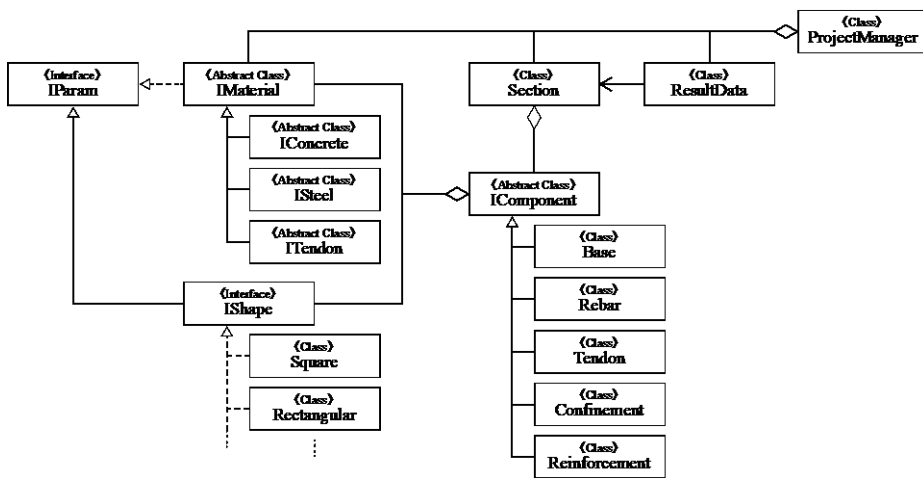 《Class》
ProjectManager
《Interface》
IParam
《Abstract Class》
IMaterial
《Class》
Section
《Class》
ResultData
《Abstract Class》
IConcrete
《Abstract Class》
ISteel
《Abstract Class》
ITendon
《Abstract Class》
IComponent
《Class》
Base
《Class》
Rebar
《Class》
Tendon
《Class》
Confinement
《Class》
Reinforcement
《Interface》
IShape
《Class》
Square
《Class》
Rectangular